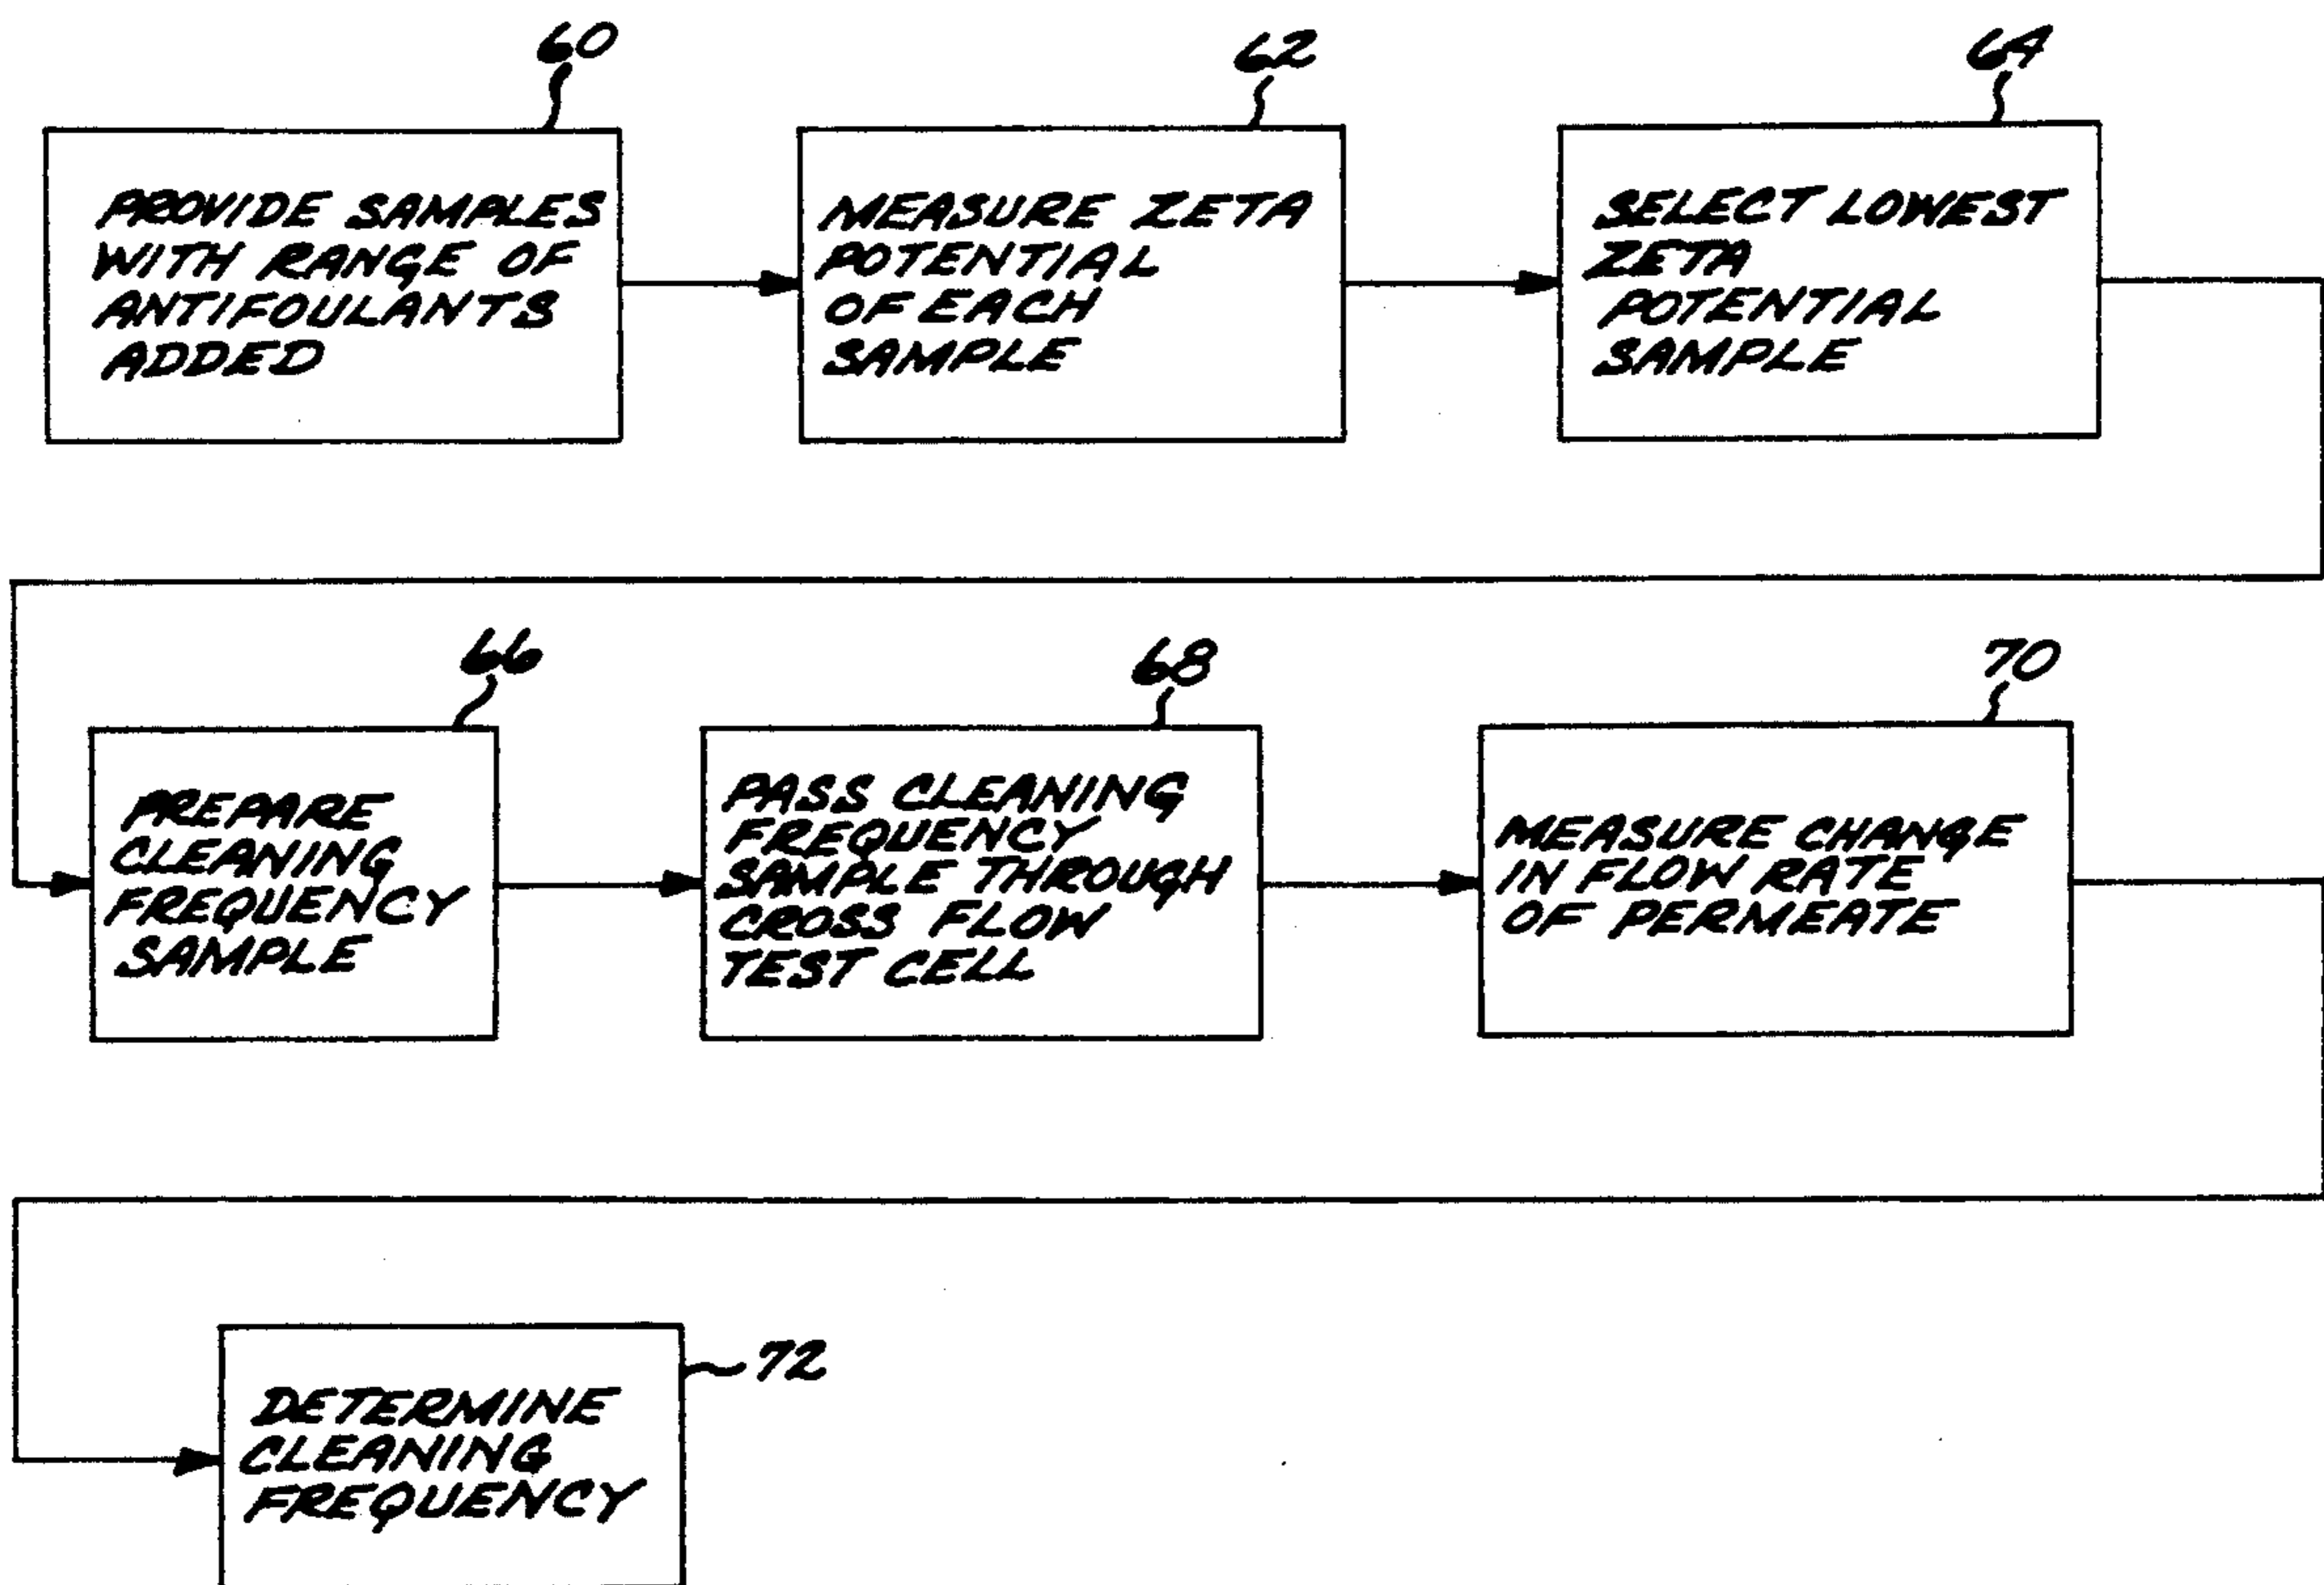 60
PROVIDE SAMPLES
WITH RANGE OF
ANTIFOULANTS
ADDED
62
MEASURE ZETA
POTENTIAL
OF EACH
SAMPLE
64
SELECT LOWEST
ZETA
POTENTIAL
SAMPLE
66
PREPARE
CLEANING
FREQUENCY
SAMPLE
68
PASS CLEANING
FREQUENCY
SAMPLE THROUGH
CROSS FLOW
TEST CELL
70
MEASURE CHANGE
IN FLOW RATE
OF PERMEATE
72
DETERMINE
CLEANING
FREQUENCY